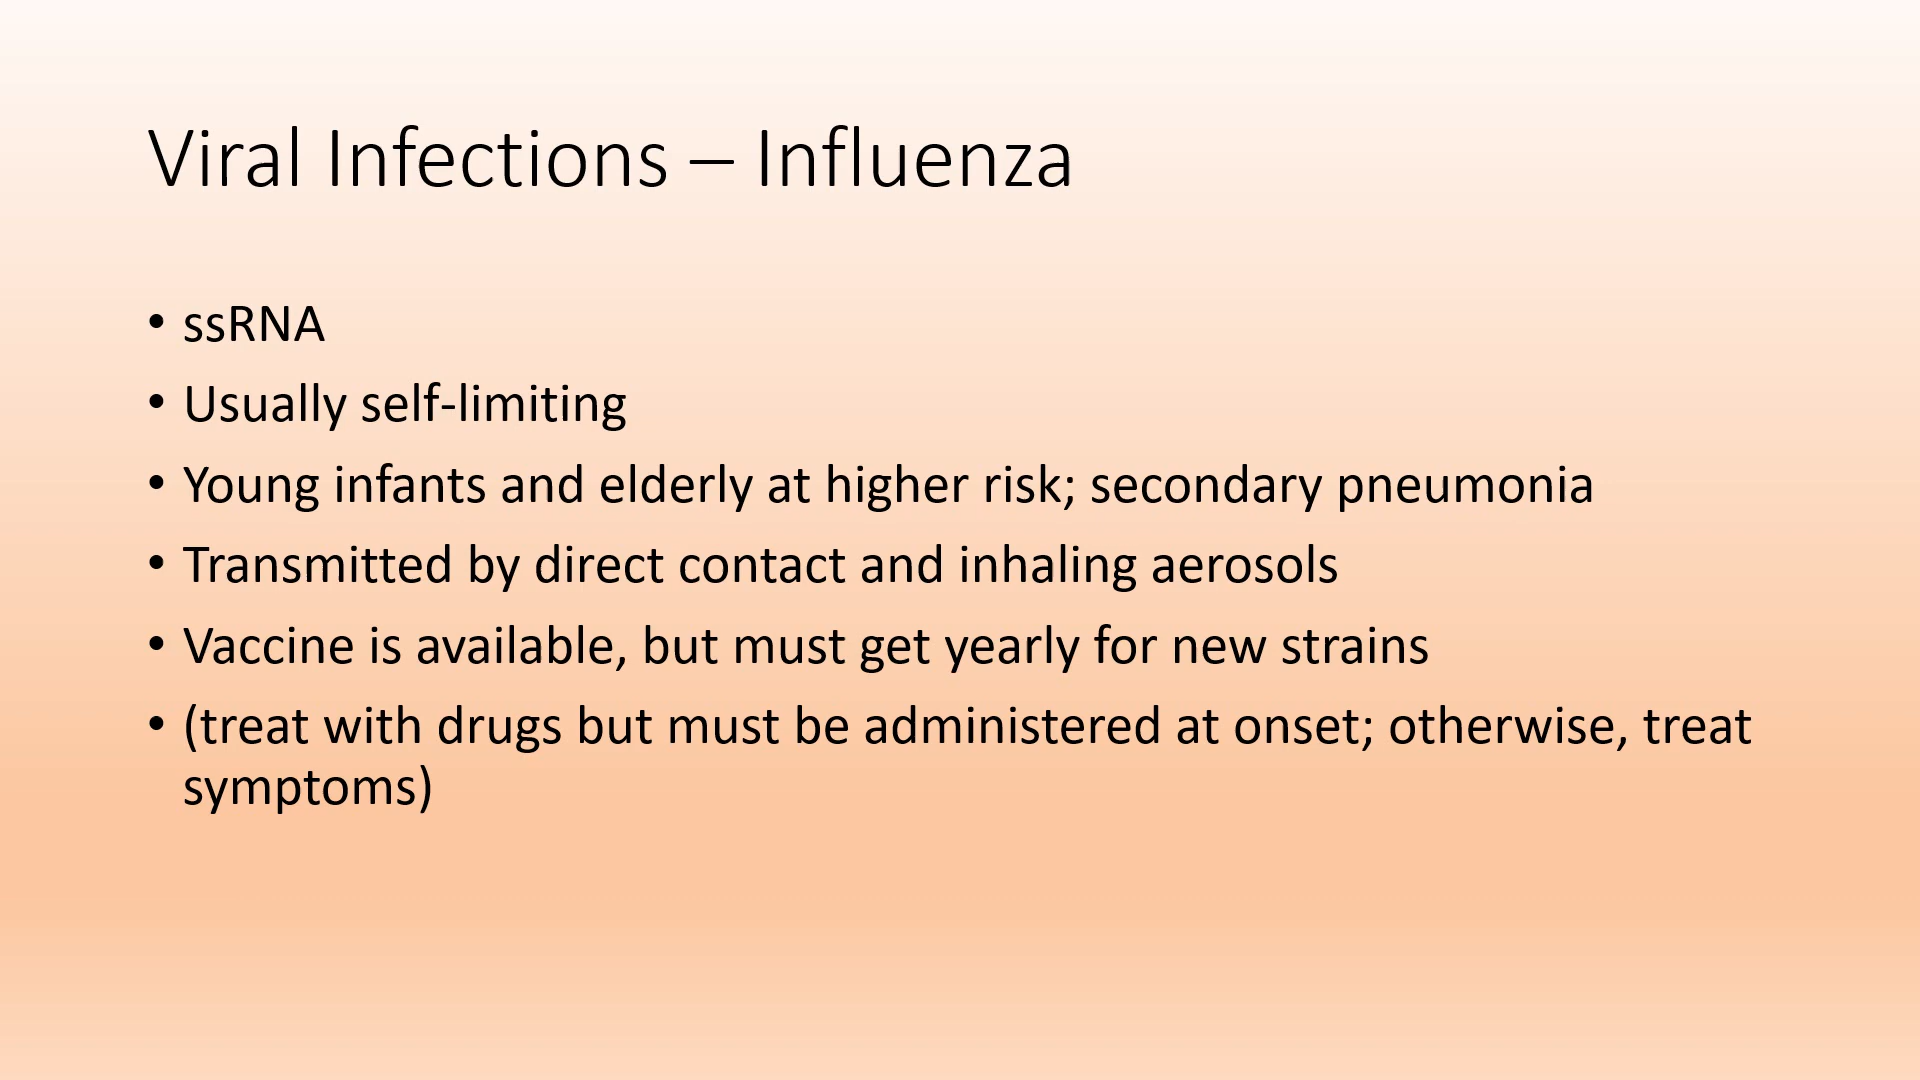 Viral Infections – Influenza
• ssRNA
• Usually self-limiting
• Young infants and elderly at higher risk; secondary pneumonia
• Transmitted by direct contact and inhaling aerosols
• Vaccine is available, but must get yearly for new strains
• (treat with drugs but must be administered at onset; otherwise, treat
symptoms)